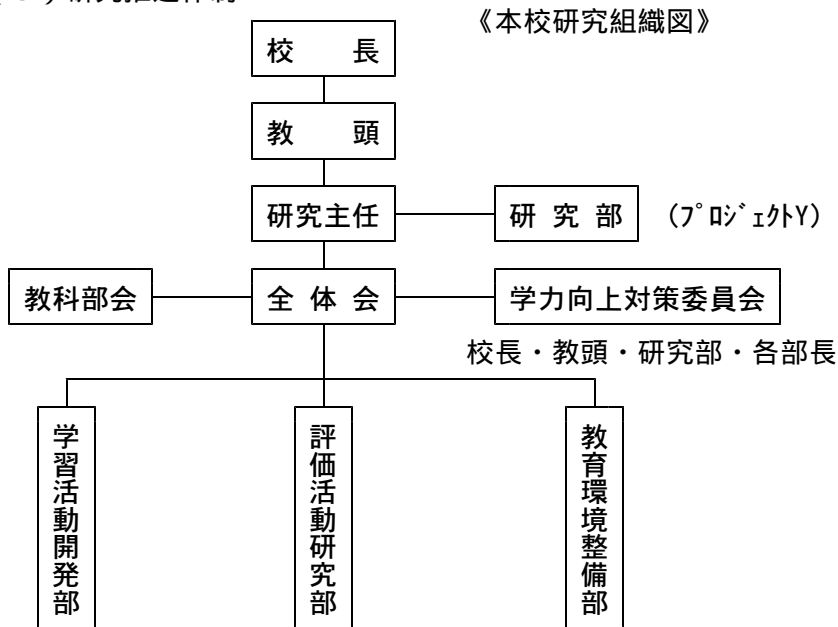 研究推進体制
《本校研究組織図》
校　　長
教　　頭
研究主任
研 究 部 (ﾌﾟﾛｼﾞｪｸﾄY)
教科部会
全 体 会
学力向上対策委員会
校長・教頭・研究部・各部長
学習活動開発部
評価活動研究部
教育環境整備部